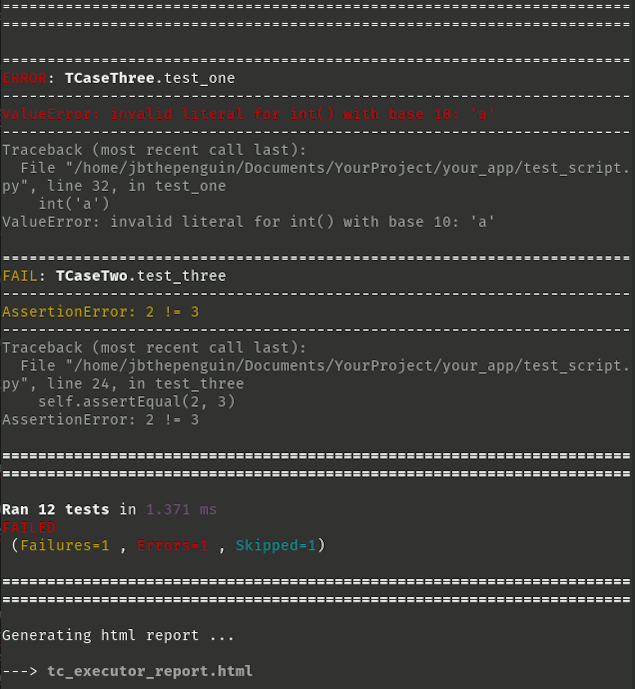 ======================================================================
======================================================================
======================================================================
ERROR: TCaseThree.test_one
----------------------------------------------------------------------
ValueError: invalid literal for int() with base 10: 'a'
----------------------------------------------------------------------
Traceback (most recent call last):
  File "/home/jbthepenguin/Documents/YourProject/your_app/test_script.
py", line 32, in test_one
    int('a')
ValueError: invalid literal for int() with base 10: 'a'
======================================================================
FAIL: TCaseTwo.test_three
----------------------------------------------------------------------
AssertionError: 2 != 3
----------------------------------------------------------------------
Traceback (most recent call last):
  File "/home/jbthepenguin/Documents/YourProject/your_app/test_script.
py", line 24, in test_three
    self.assertEqual(2, 3)
AssertionError: 2 != 3
======================================================================
======================================================================
Ran 12 tests in 1.371 ms
FAILED
 (Failures=1 , Errors=1 , Skipped=1)
======================================================================
======================================================================
Generating html report ...
---> tc_executor_report.html